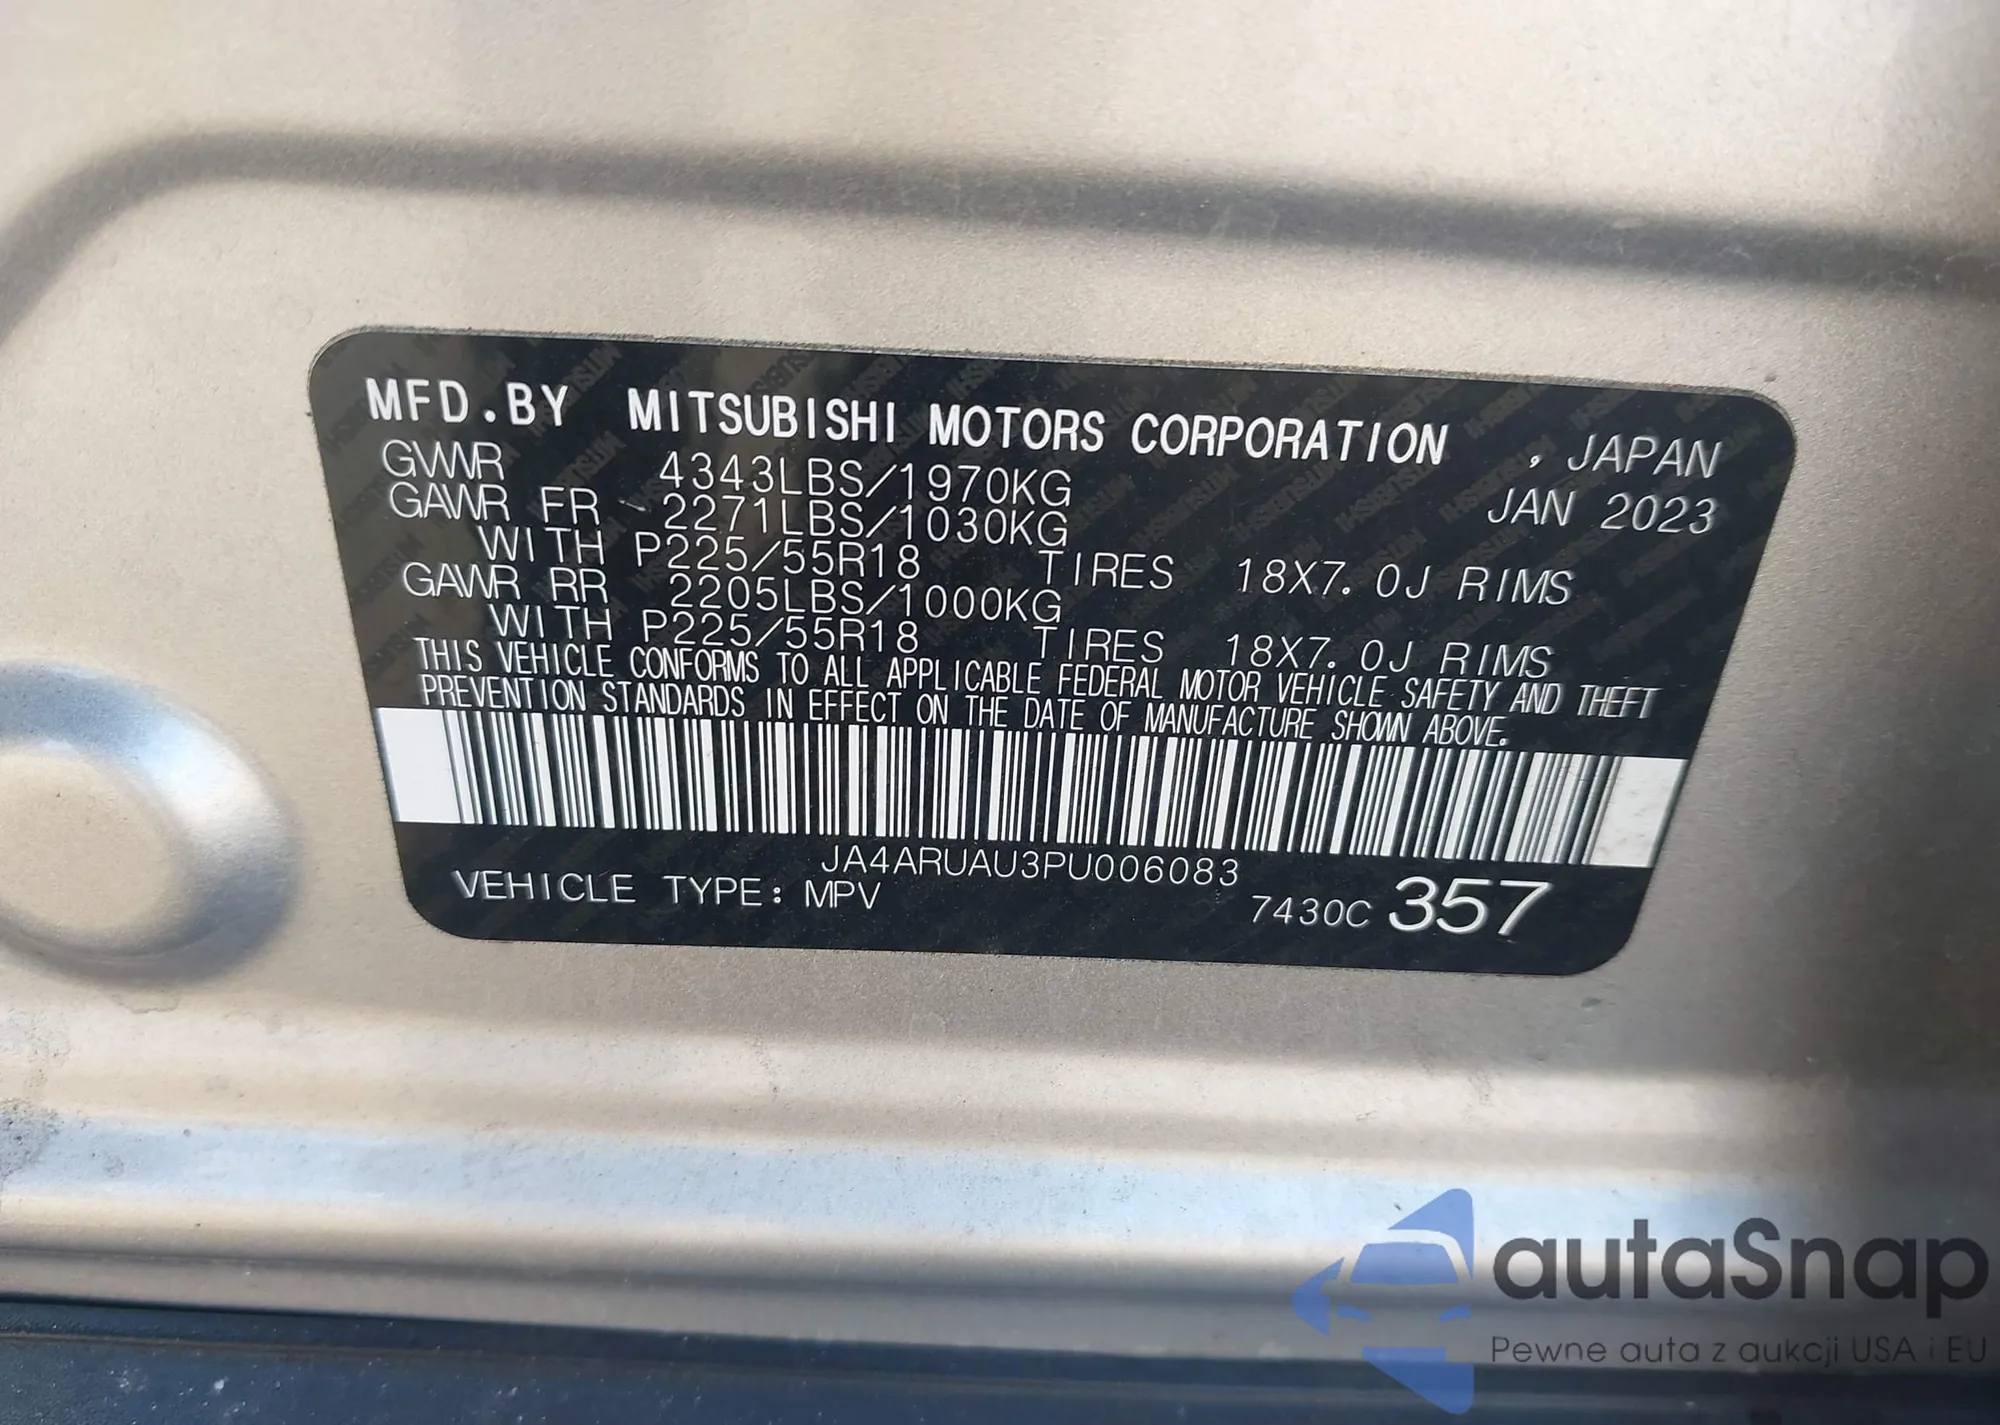 MFD.BY MITSUBISHI MOTORS CORPORATION , JAPAN
GVWR 4343LBS/1970KG JAN 2023
GAWR FR 2271LBS/1030KG
WITH P225/55R18 TIRES 18X7.0J RIMS
GAWR RR 2205LBS/1000KG
WITH P225/55R18 TIRES 18X7.0J RIMS
THIS VEHICLE CONFORMS TO ALL APPLICABLE FEDERAL MOTOR VEHICLE SAFETY AND THEFT
PREVENTION STANDARDS IN EFFECT ON THE DATE OF MANUFACTURE SHOWN ABOVE.
JA4ARUAU3PU006083
VEHICLE TYPE: MPV 7430C 357
autaSnap
Pewne auta z aukcji USA i EU